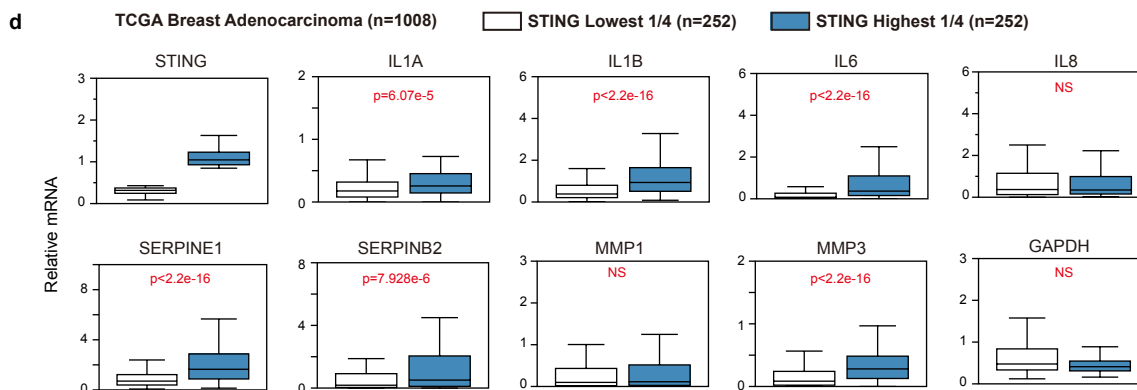 d
TCGA Breast Adenocarcinoma (n=1008) STING Lowest 1/4 (n=252) STING Highest 1/4 (n=252)
STING IL1A IL1B IL6 IL8
3 2 6 6 6
p=6.07e-5 p<2.2e-16 p<2.2e-16 NS
2 4 4 4
1
1 2 2 2
0 0 0 0 0
Relative mRNA
SERPINE1 SERPINB2 MMP1 MMP3 GAPDH
8 8 3 2 3
p<2.2e-16 p=7.928e-6 NS p<2.2e-16 NS
2 2
4 4 1
1 1
0 0 0 0 0